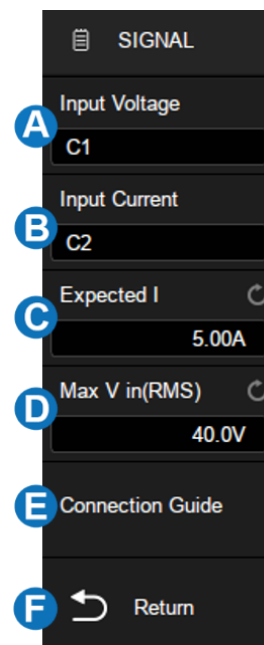 SIGNAL
A
Input Voltage
C1
B
Input Current
C2
C
Expected I
5.00A
D
Max V in(RMS)
40.0V
E
Connection Guide
F
Return